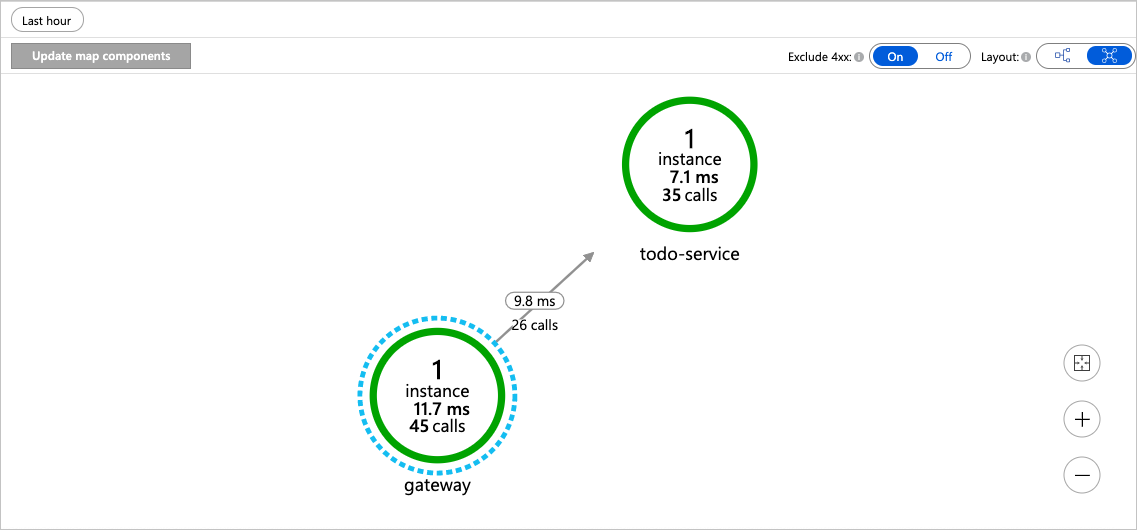 Last hour
Update map components
Exclude 4xx:
On
Off
Layout:
1
instance
7.1 ms
35 calls
todo-service
9.8 ms
26 calls
1
instance
11.7 ms
45 calls
gateway